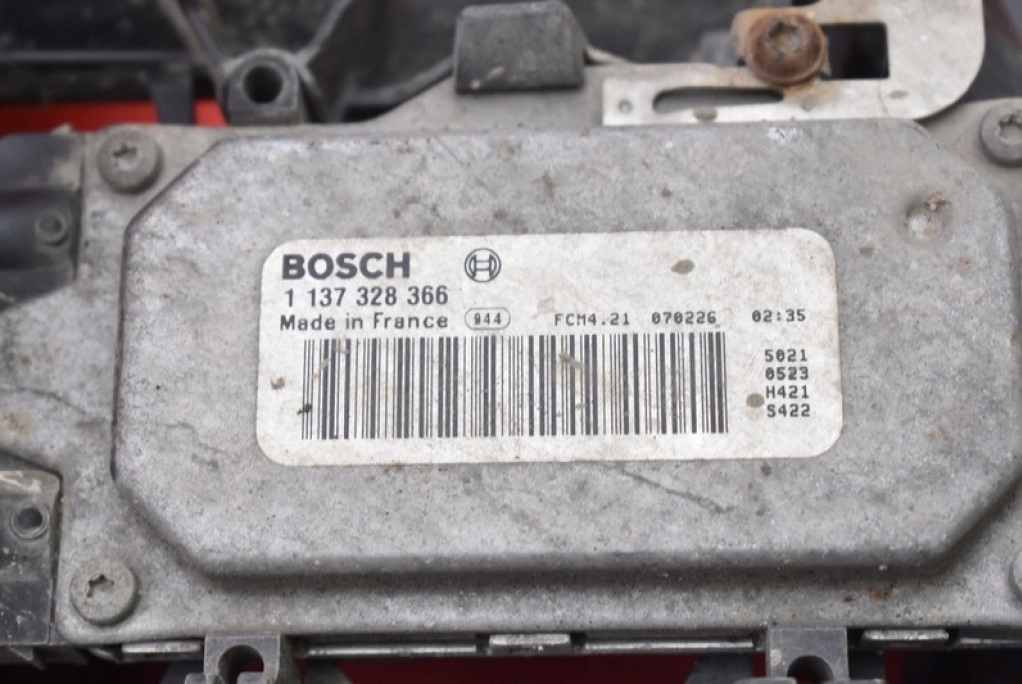 BOSCH
1 137 328 366
Made in France 944 FCM4.21 070226 02:35
5021
0523
H421
S422